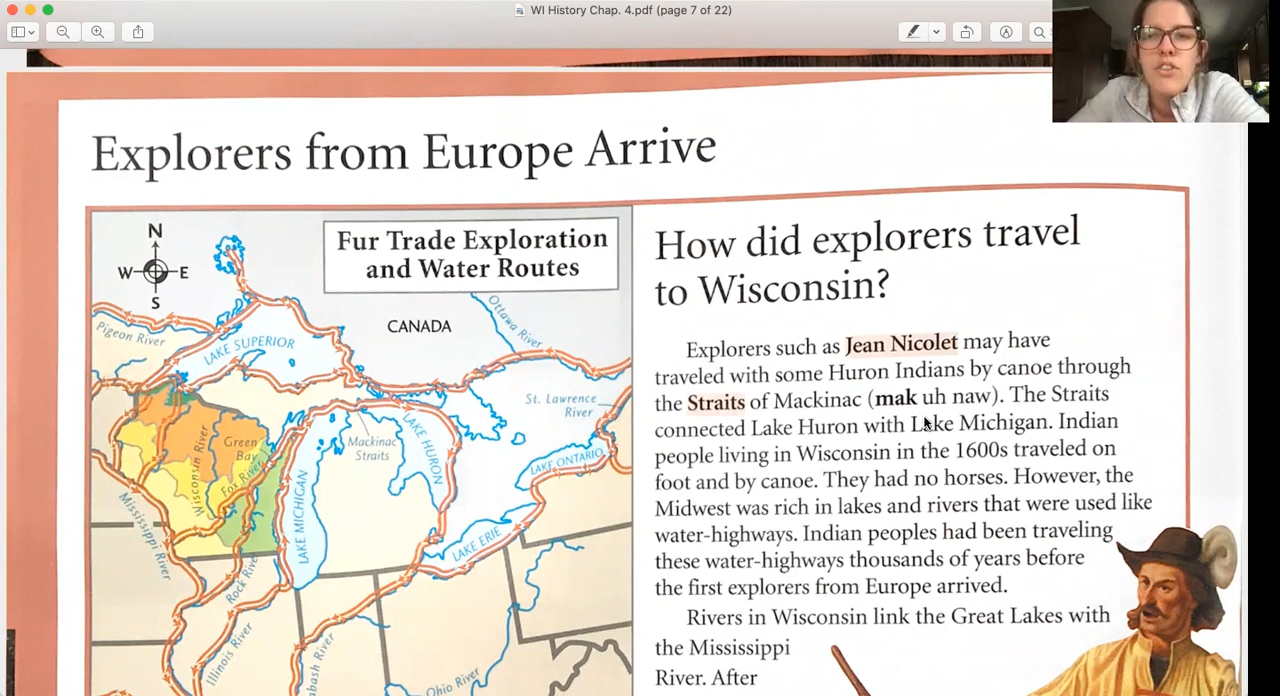 WI History Chap. 4.pdf (page 7 of 22)
Explorers from Europe Arrive
N
W
E
S
Fur Trade Exploration
and Water Routes
CANADA
Ottawa River
Pigeon River
LAKE SUPERIOR
St. Lawrence
River
Mackinac
Straits
LAKE HURON
LAKE ONTARIO
Green
Bay
Wisconsin River
Fox River
LAKE MICHIGAN
LAKE ERIE
Mississippi River
Rock Rive
Illinois River
abash River
Ohio River
How did explorers travel
to Wisconsin?
Explorers such as Jean Nicolet may have
traveled with some Huron Indians by canoe through
the Straits of Mackinac (mak uh naw). The Straits
connected Lake Huron with Lake Michigan. Indian
people living in Wisconsin in the 1600s traveled on
foot and by canoe. They had no horses. However, the
Midwest was rich in lakes and rivers that were used like
water-highways. Indian peoples had been traveling
these water-highways thousands of years before
the first explorers from Europe arrived.
Rivers in Wisconsin link the Great Lakes with
the Mississippi
River. After